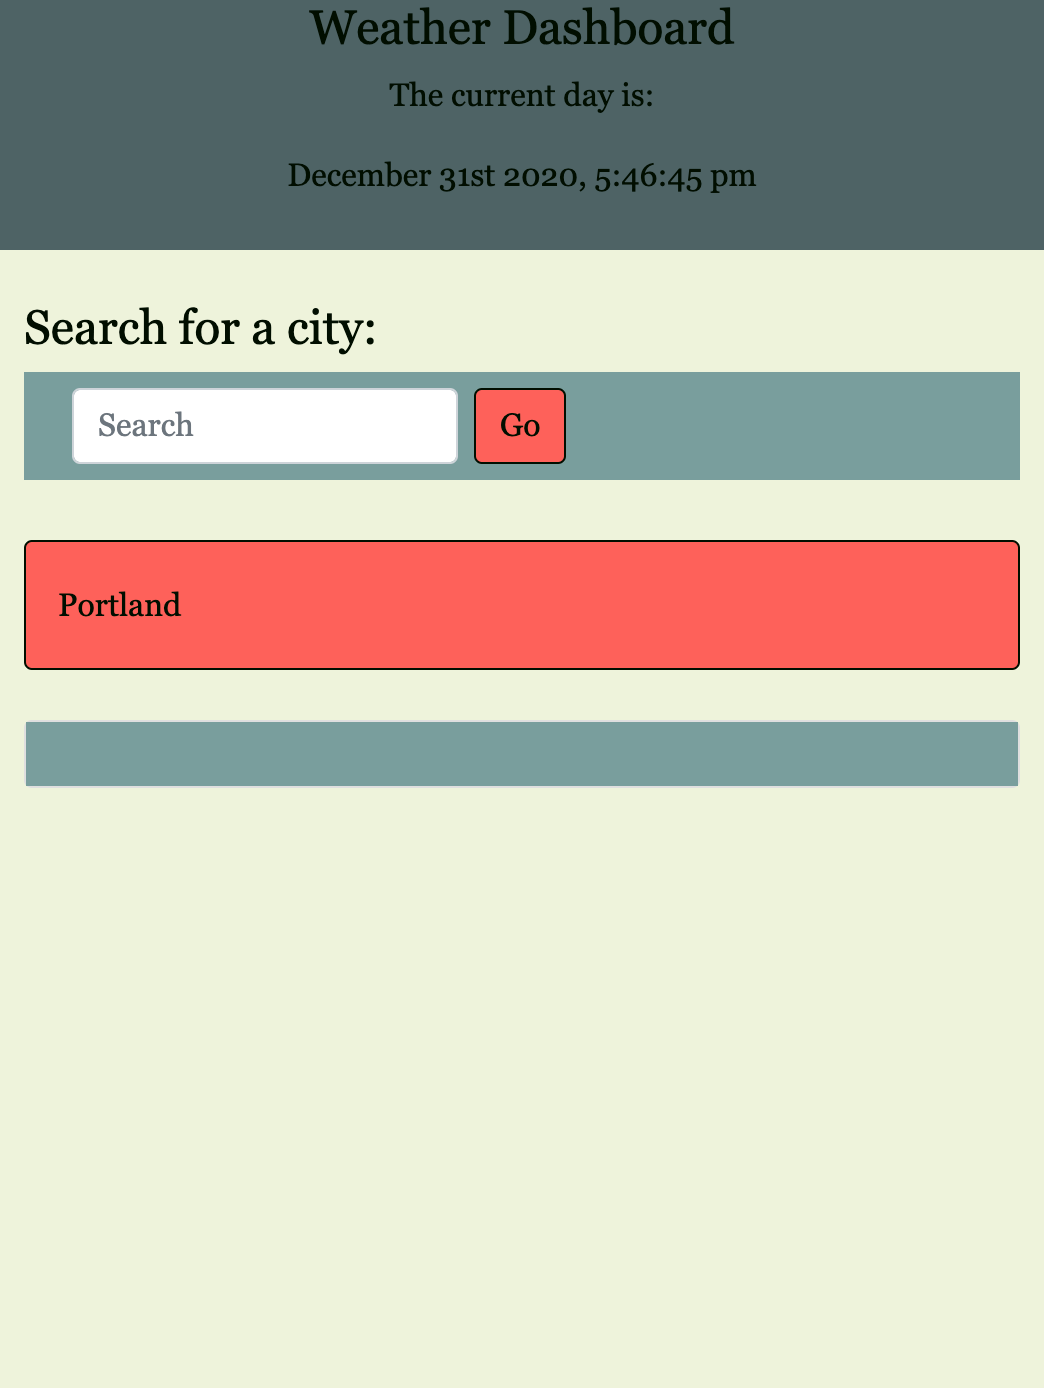 Weather Dashboard
The current day is:
December 31st 2020, 5:46:45 pm
Search for a city:
Search
Go
Portland